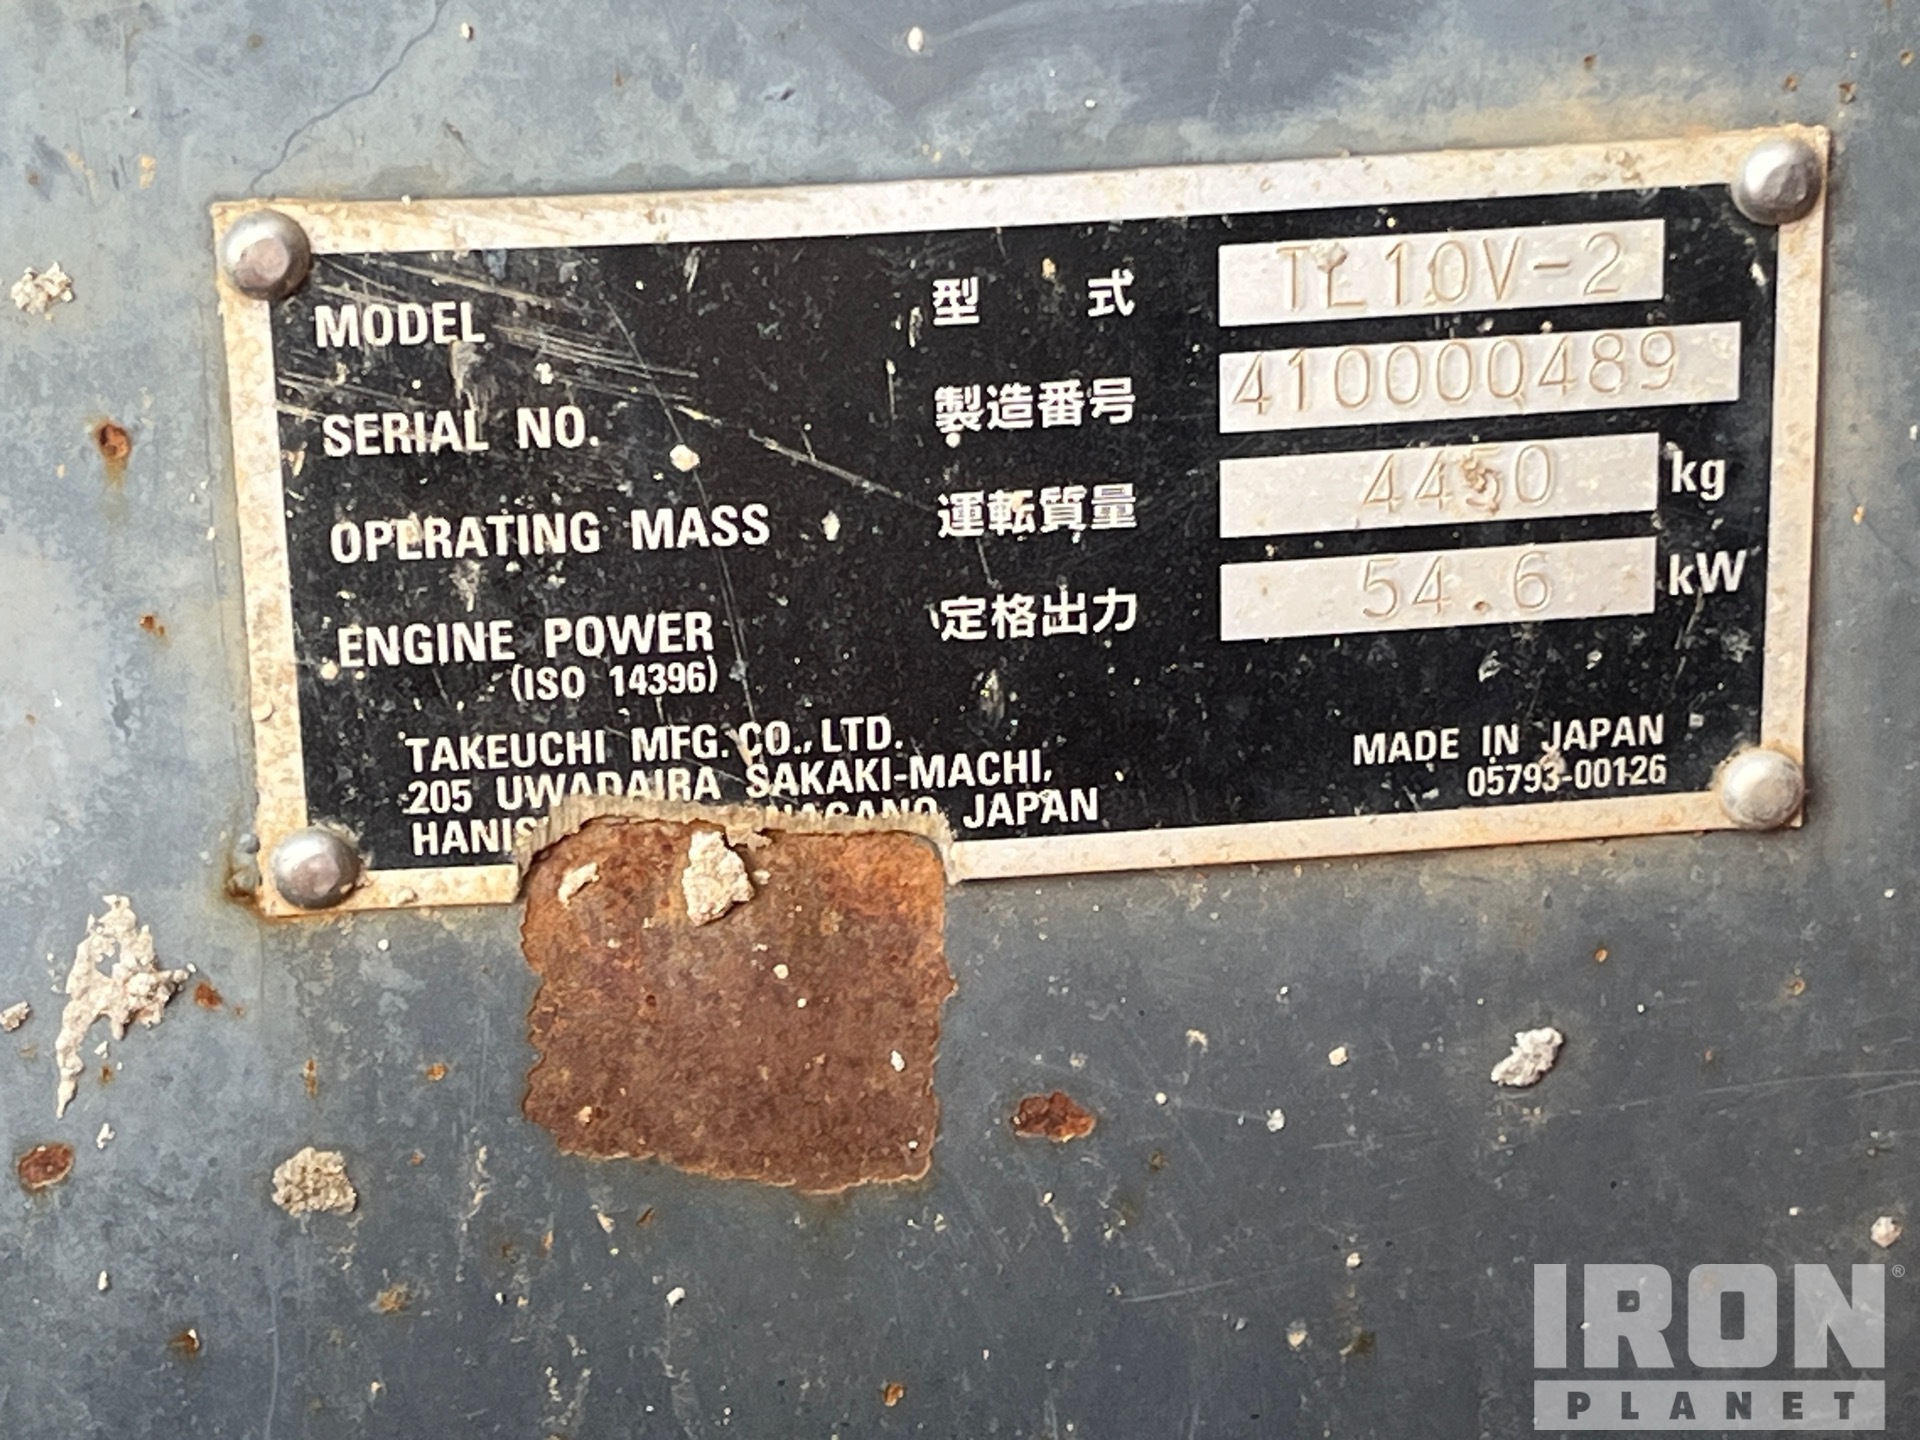 MODEL 型 式 TL10V-2
SERIAL NO. 製造番号 410000489
OPERATING MASS 運転質量 4450 kg
ENGINE POWER 定格出力 54.6 kW
(ISO 14396)
TAKEUCHI MFG. CO., LTD.
205 UWADAIRA SAKAKI-MACHI,
NAGANO JAPAN
MADE IN JAPAN
05793-00126
IRON®
PLANET